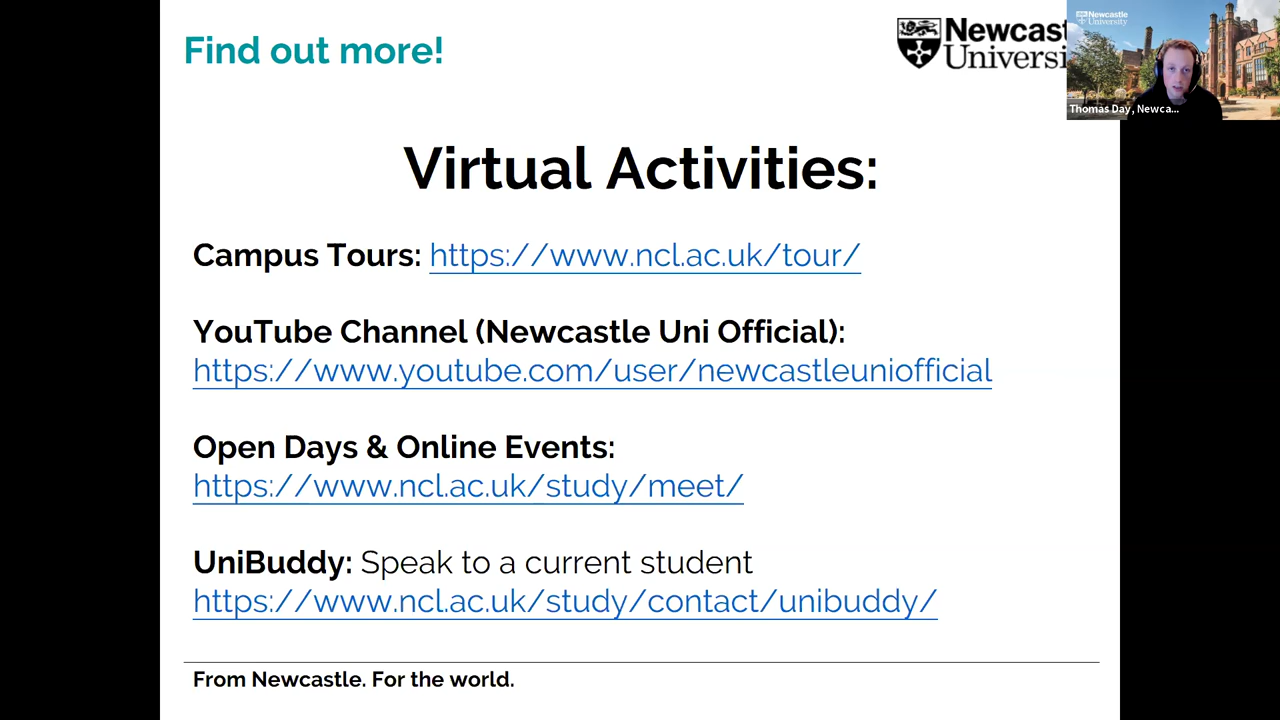 Find out more!
Newcast
Universi
Newcastle
University
Thomas Day, Newca...
Virtual Activities:
Campus Tours: https://www.ncl.ac.uk/tour/
YouTube Channel (Newcastle Uni Official):
https://www.youtube.com/user/newcastleuniofficial
Open Days & Online Events:
https://www.ncl.ac.uk/study/meet/
UniBuddy: Speak to a current student
https://www.ncl.ac.uk/study/contact/unibuddy/
From Newcastle. For the world.